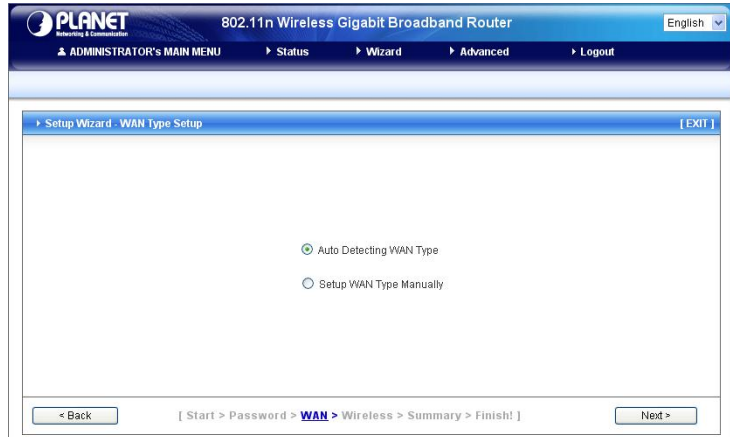 PLANET
Networking & Communication
802.11n Wireless Gigabit Broadband Router
English
ADMINISTRATOR's MAIN MENU
Status
Wizard
Advanced
Logout
Setup Wizard - WAN Type Setup
[ EXIT ]
Auto Detecting WAN Type
Setup WAN Type Manually
< Back
[ Start > Password > WAN > Wireless > Summary > Finish! ]
Next >